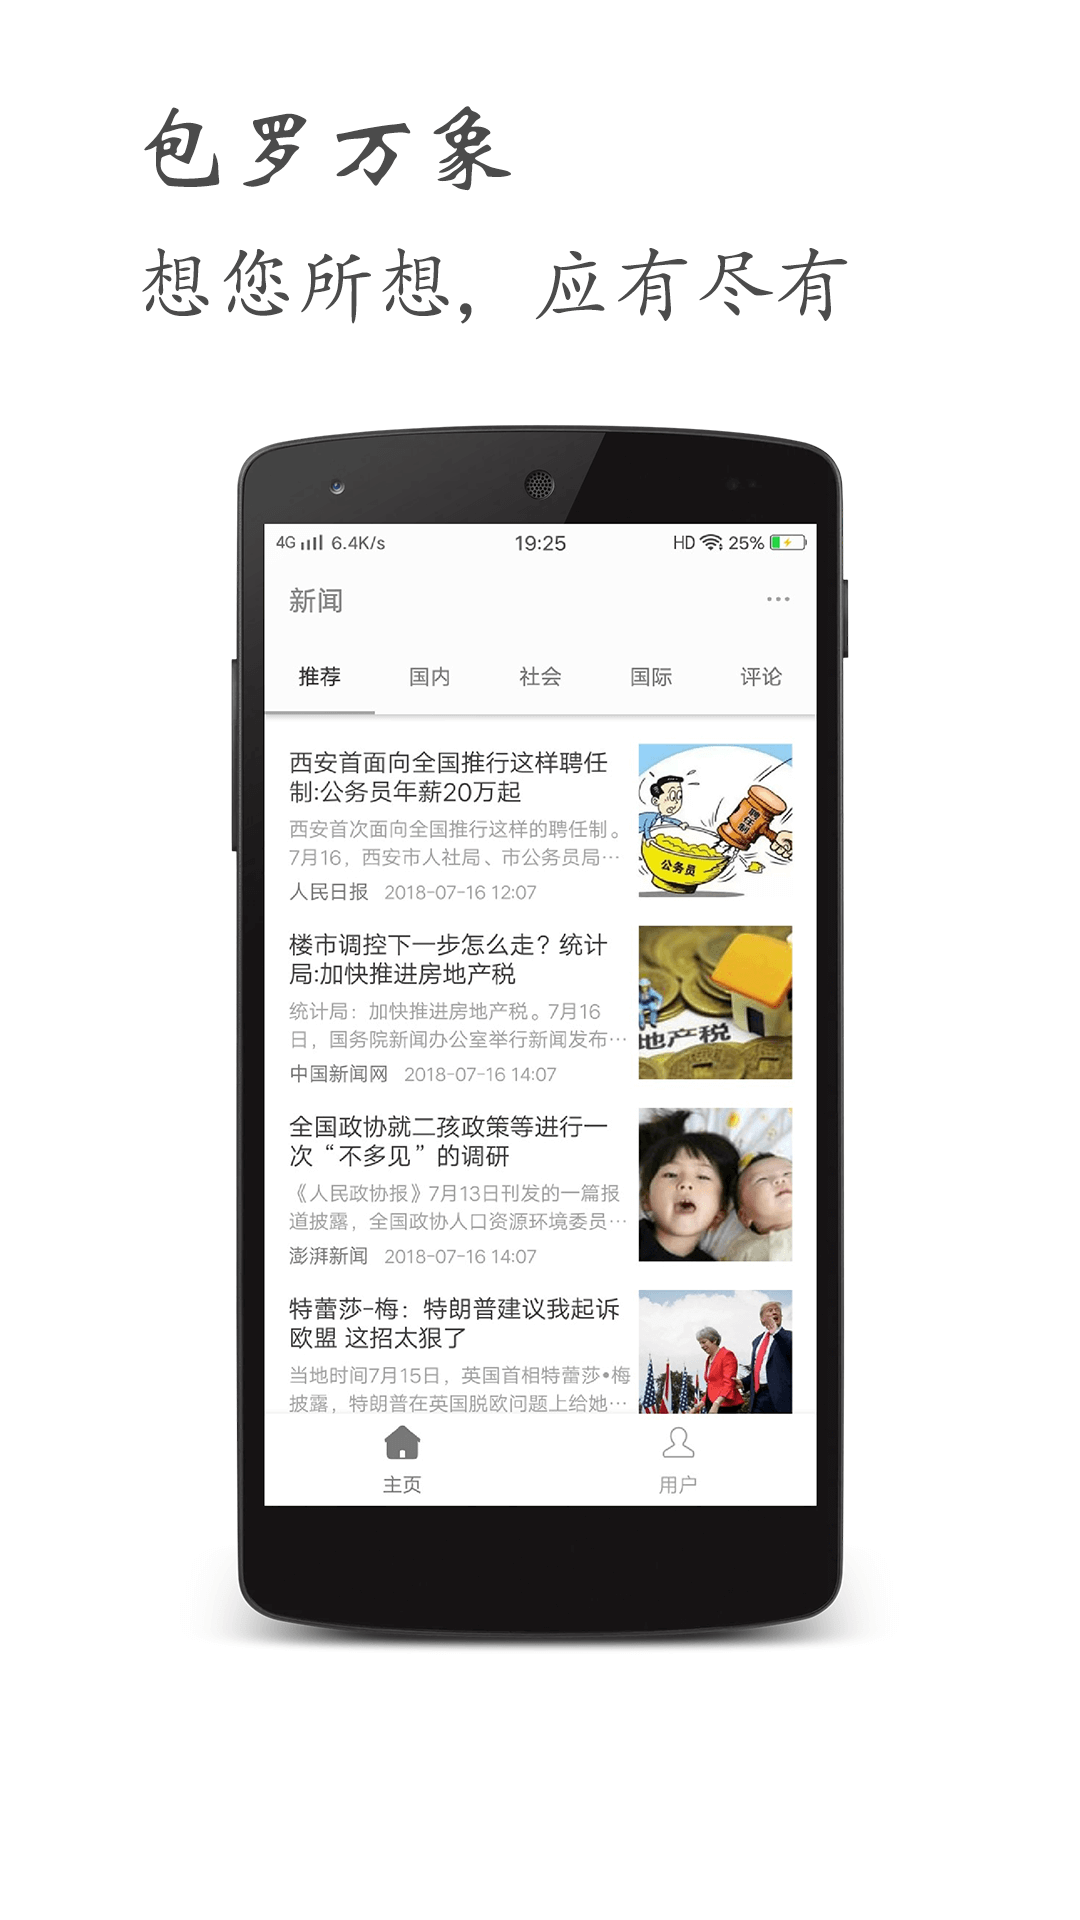 包罗万象
想您所想，应有尽有
4G 6.4K/s 19:25 HD 25%
新闻 ···
推荐 国内 社会 国际 评论
西安首面向全国推行这样聘任
制:公务员年薪20万起
西安首次面向全国推行这样的聘任制。
7月16，西安市人社局、市公务员局···
人民日报 2018-07-16 12:07
聘任制
公务员
楼市调控下一步怎么走？统计
局:加快推进房地产税
统计局：加快推进房地产税。7月16
日，国务院新闻办公室举行新闻发布···
中国新闻网 2018-07-16 14:07
地产税
全国政协就二孩政策等进行一
次“不多见”的调研
《人民政协报》7月13日刊发的一篇报
道披露，全国政协人口资源环境委员···
澎湃新闻 2018-07-16 14:07
特蕾莎-梅：特朗普建议我起诉
欧盟 这招太狠了
当地时间7月15日，英国首相特蕾莎•梅
披露，特朗普在英国脱欧问题上给她···
主页 用户